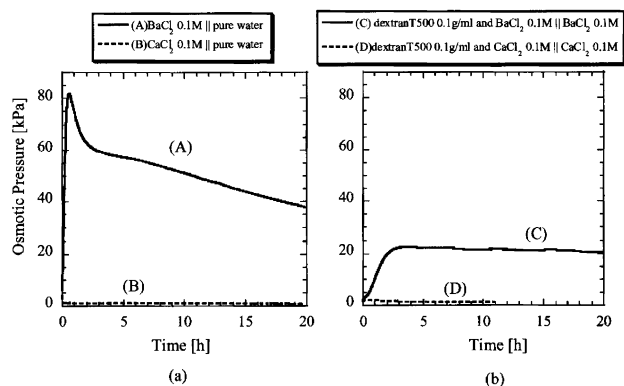 (A)BaCl2 0.1M || pure water
(B)CaCl2 0.1M || pure water
(C) dextranT500 0.1g/ml and BaCl2 0.1M || BaCl2 0.1M
(D)dextranT500 0.1g/ml and CaCl2 0.1M || CaCl2 0.1M
Osmotic Pressure [kPa]
100
80
60
40
20
0
(A)
(B)
0
5
10
15
20
Time [h]
(a)
100
80
60
40
20
0
(C)
(D)
0
5
10
15
20
Time [h]
(b)